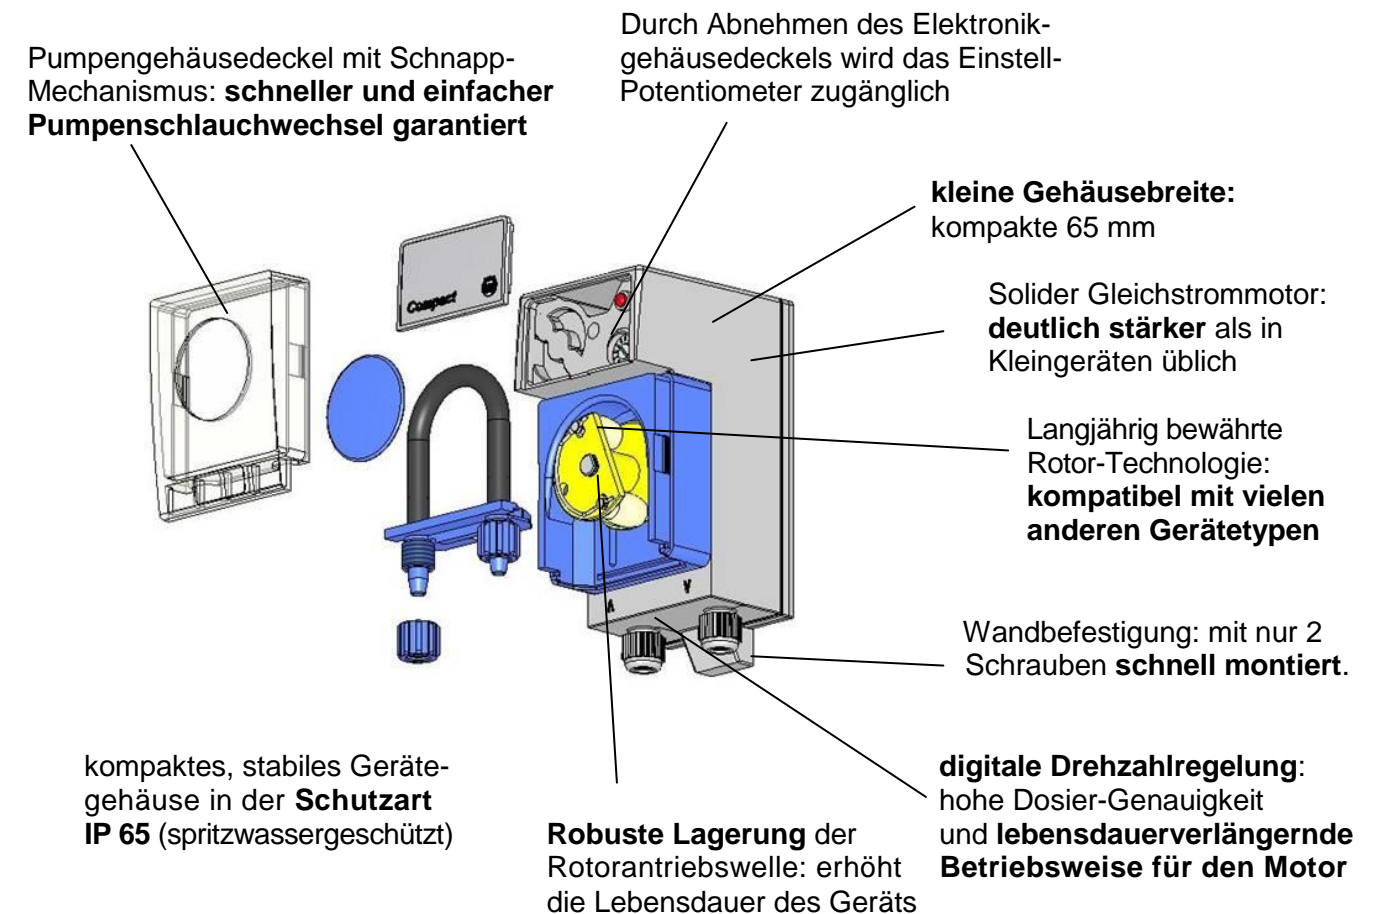 Pumpengehäusedeckel mit Schnapp-
Mechanismus: schneller und einfacher
Pumpenschlauchwechsel garantiert
Durch Abnehmen des Elektronik-
gehäusedeckels wird das Einstell-
Potentiometer zugänglich
kleine Gehäusebreite:
kompakte 65 mm
Solider Gleichstrommotor:
deutlich stärker als in
Kleingeräten üblich
Compact
Langjährig bewährte
Rotor-Technologie:
kompatibel mit vielen
anderen Gerätetypen
Wandbefestigung: mit nur 2
Schrauben schnell montiert.
kompaktes, stabiles Geräte-
gehäuse in der Schutzart
IP 65 (spritzwassergeschützt)
Robuste Lagerung der
Rotorantriebswelle: erhöht
die Lebensdauer des Geräts
digitale Drehzahlregelung:
hohe Dosier-Genauigkeit
und lebensdauerverlängernde
Betriebsweise für den Motor